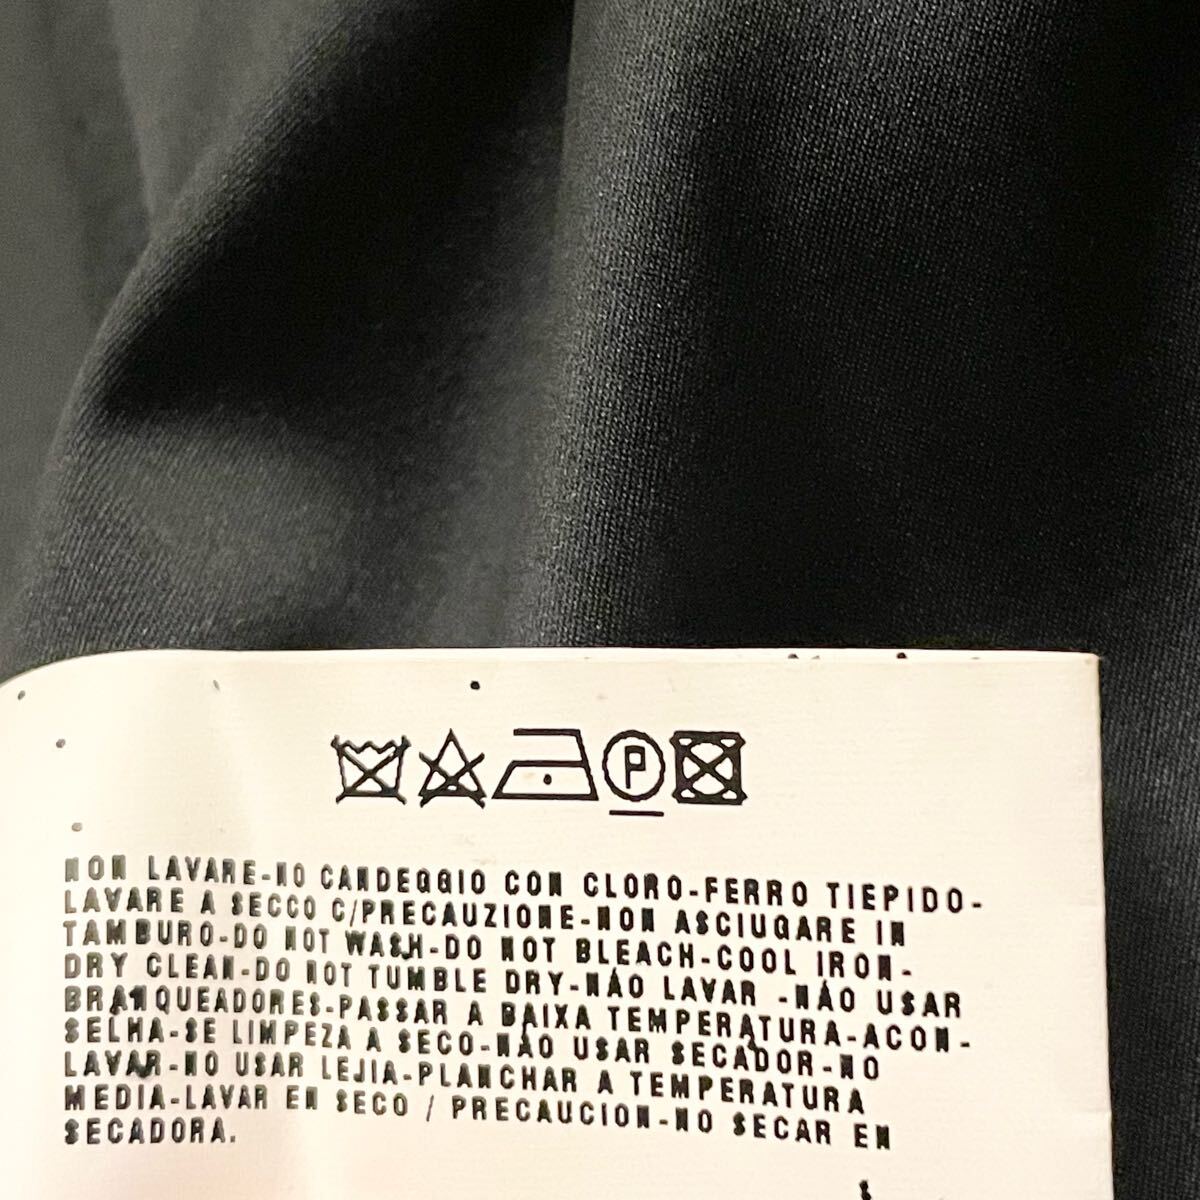 P
NON LAVARE-NO CANDEGGIO CON CLORO-FERRO TIEPIDO-
LAVARE A SECCO C/PRECAUZIONE-NON ASCIUGARE IN
TAMBURO-DO NOT WASH-DO NOT BLEACH-COOL IRON-
DRY CLEAN-DO NOT TUMBLE DRY-NÁO LAVAR -NÁO USAR
BRANQUEADORES-PASSAR A BAIXA TEMPERATURA-ACON-
SELHA-SE LIMPEZA A SECO-NÃO USAR SECADOR-NO
LAVAR-NO USAR LEJIA-PLANCHAR A TEMPERATURA
MEDIA-LAVAR EN SECO / PRECAUCION-NO SECAR EN
SECADORA.